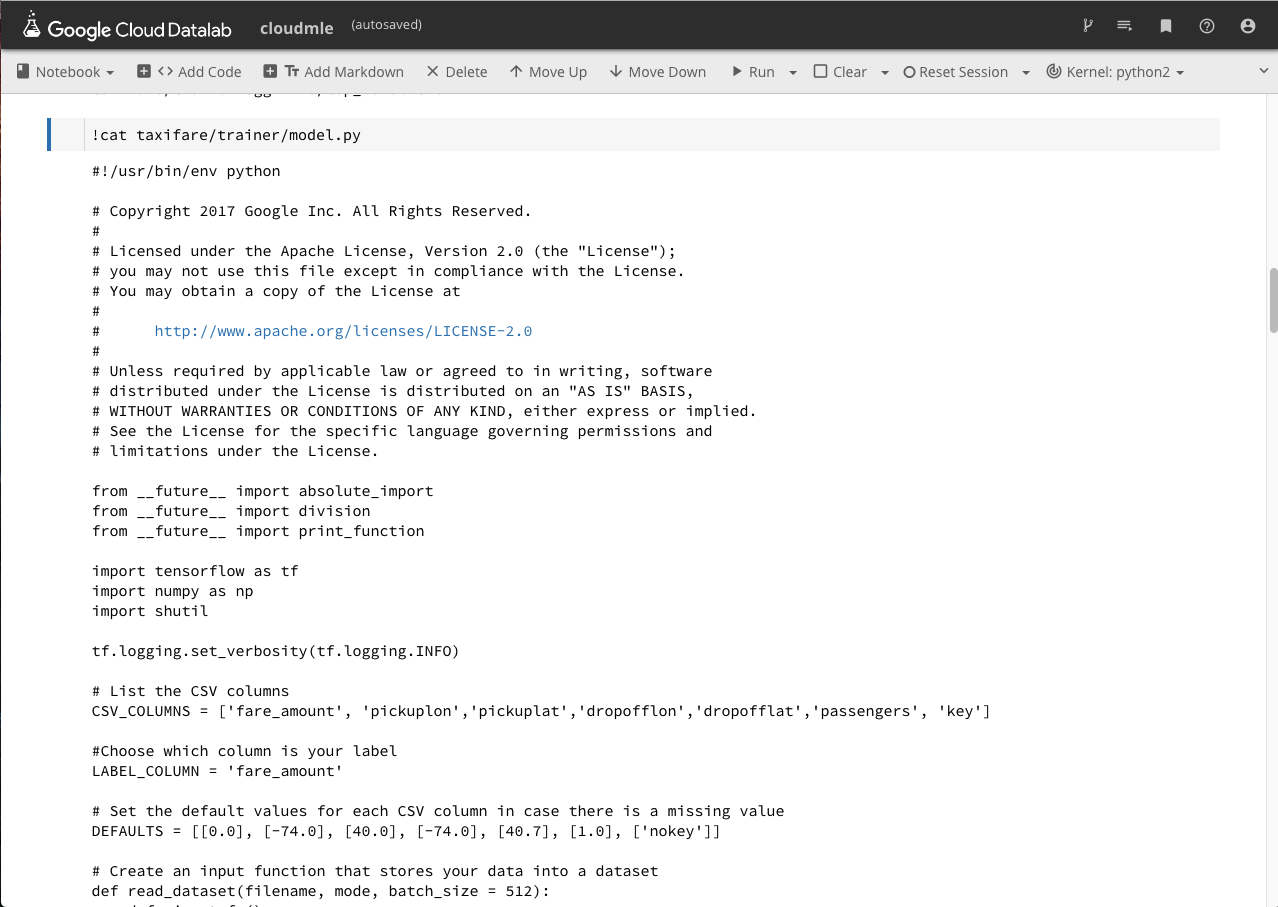 Google Cloud Datalab cloudmle (autosaved)
Notebook <> Add Code Add Markdown Delete Move Up Move Down Run Clear Reset Session Kernel: python2
!cat taxifare/trainer/model.py
#!/usr/bin/env python
# Copyright 2017 Google Inc. All Rights Reserved.
#
# Licensed under the Apache License, Version 2.0 (the "License");
# you may not use this file except in compliance with the License.
# You may obtain a copy of the License at
#
#      http://www.apache.org/licenses/LICENSE-2.0
#
# Unless required by applicable law or agreed to in writing, software
# distributed under the License is distributed on an "AS IS" BASIS,
# WITHOUT WARRANTIES OR CONDITIONS OF ANY KIND, either express or implied.
# See the License for the specific language governing permissions and
# limitations under the License.
from __future__ import absolute_import
from __future__ import division
from __future__ import print_function
import tensorflow as tf
import numpy as np
import shutil
tf.logging.set_verbosity(tf.logging.INFO)
# List the CSV columns
CSV_COLUMNS = ['fare_amount', 'pickuplon','pickuplat','dropofflon','dropofflat','passengers', 'key']
#Choose which column is your label
LABEL_COLUMN = 'fare_amount'
# Set the default values for each CSV column in case there is a missing value
DEFAULTS = [[0.0], [-74.0], [40.0], [-74.0], [40.7], [1.0], ['nokey']]
# Create an input function that stores your data into a dataset
def read_dataset(filename, mode, batch_size = 512):